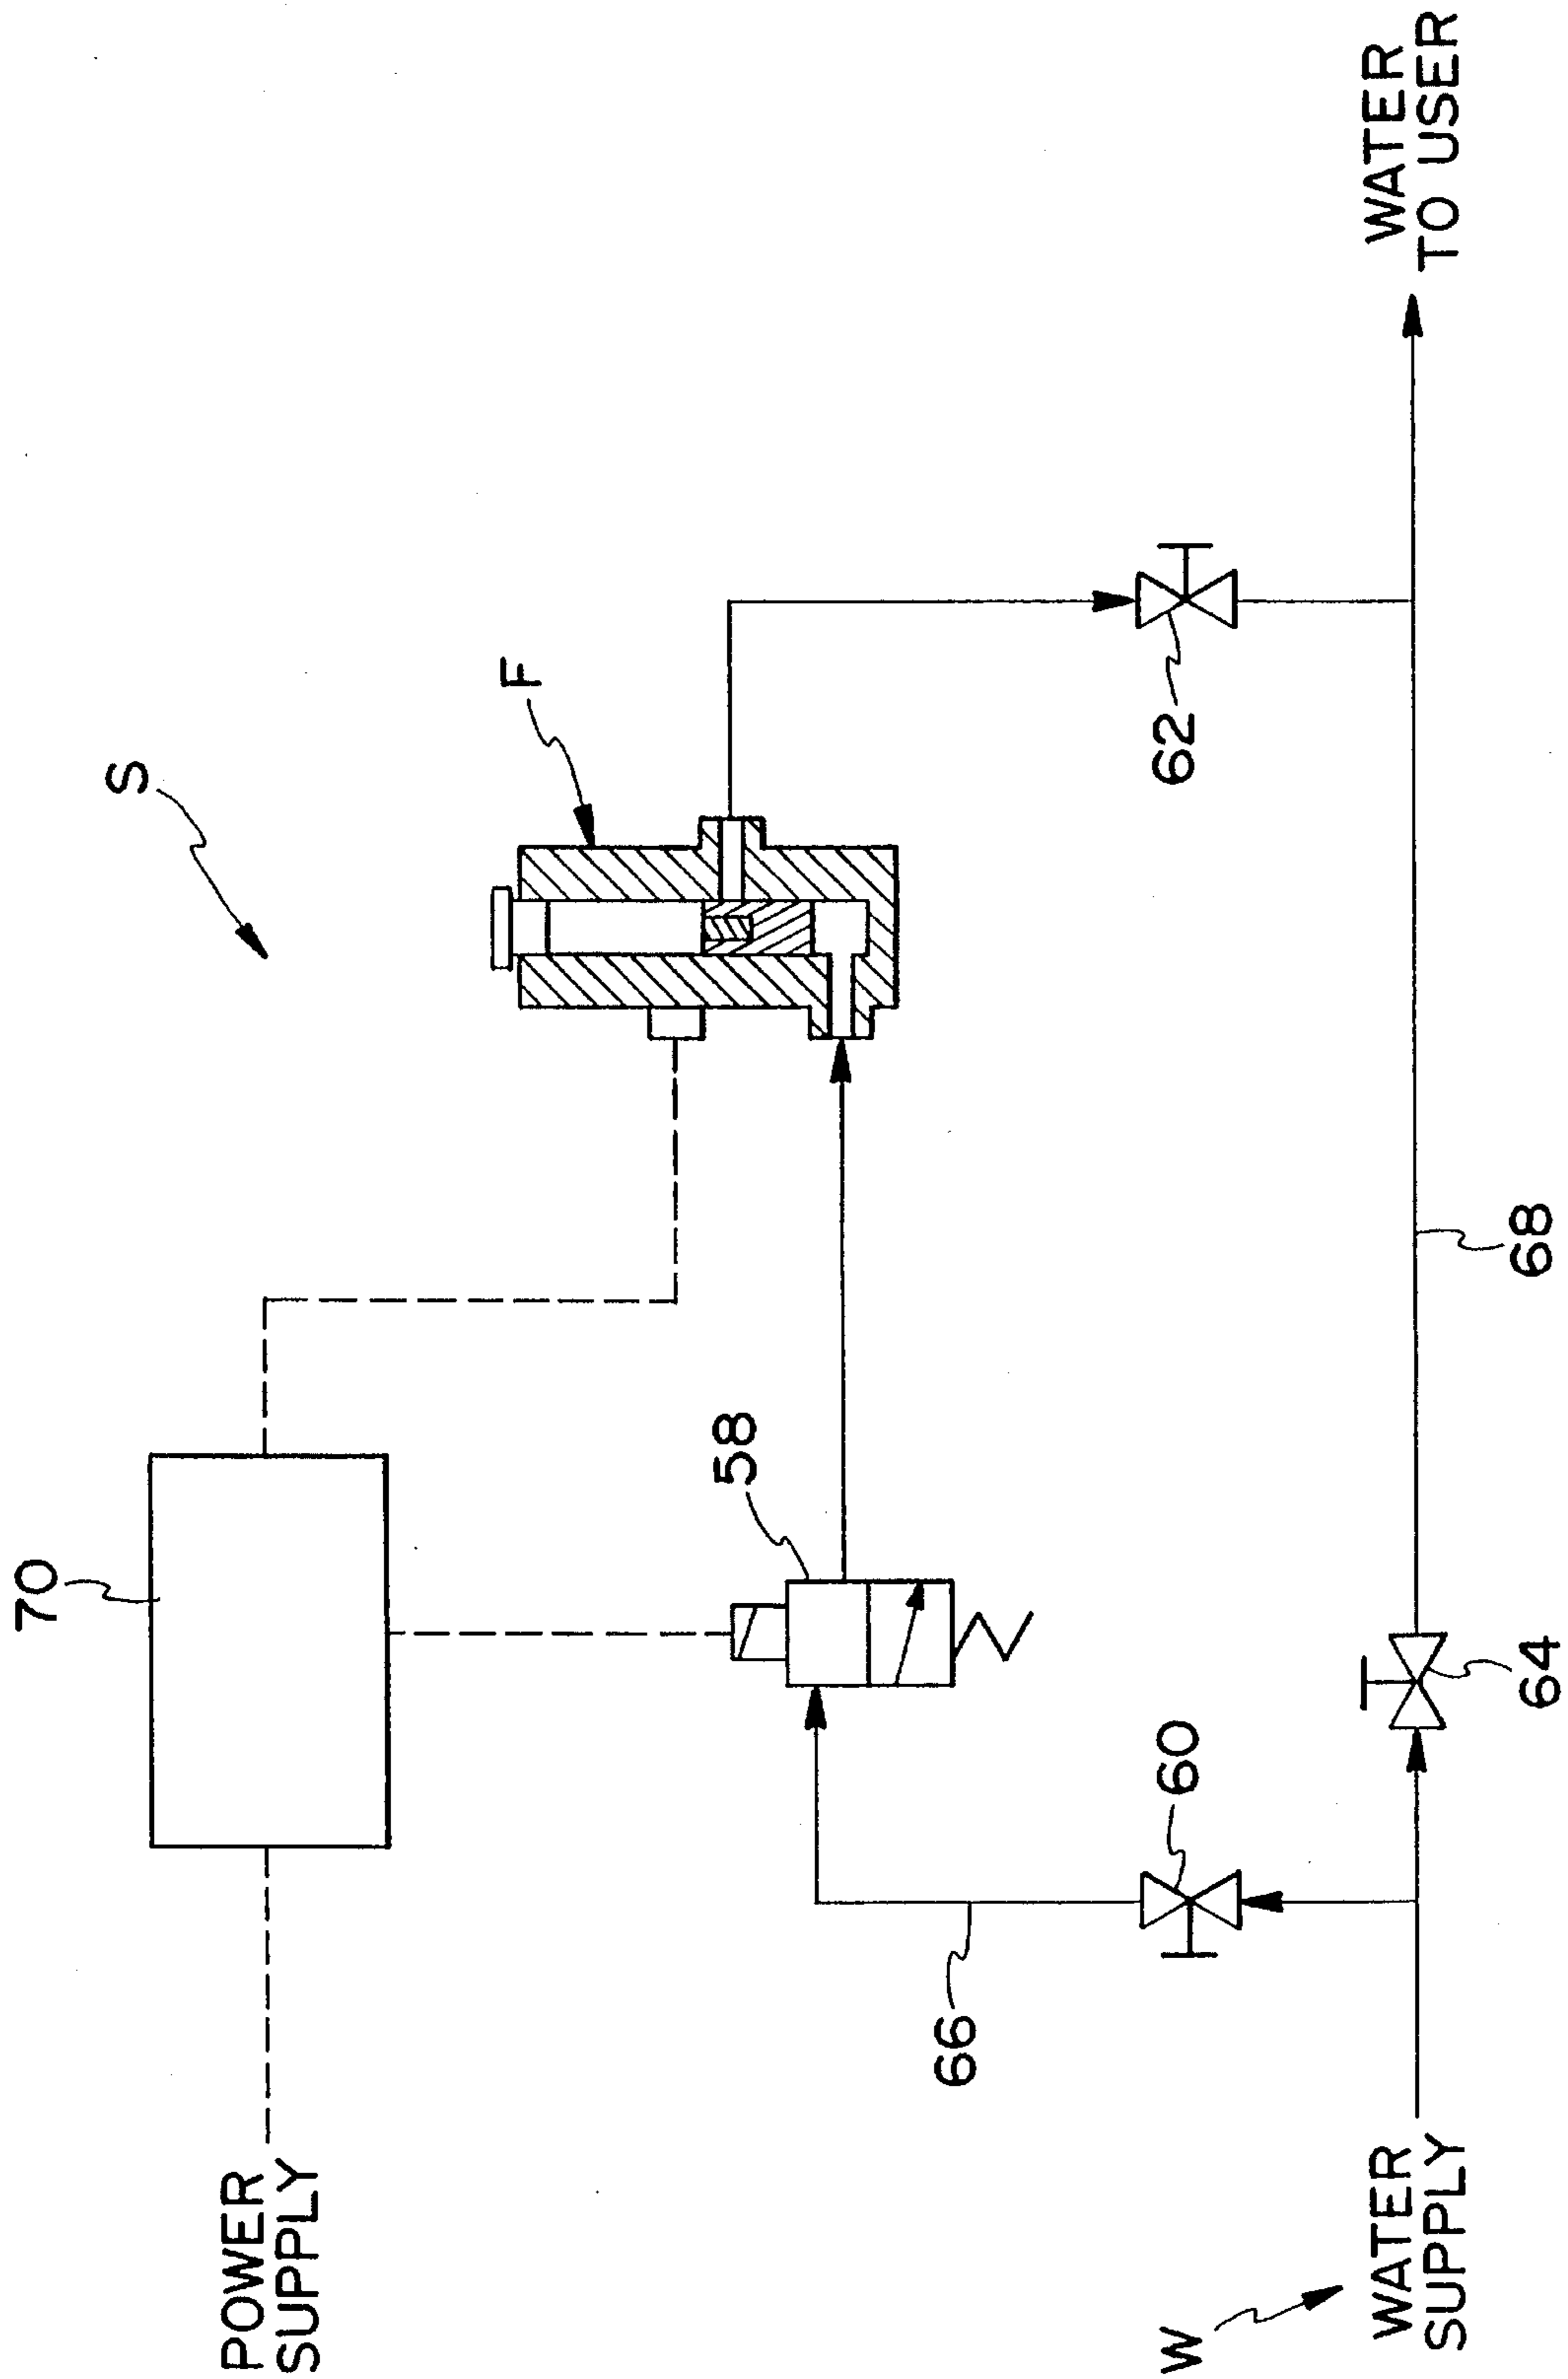 S
70
F
58
POWER
SUPPLY
60
62
66
WATER
TO USER
W
WATER
SUPPLY
64
68